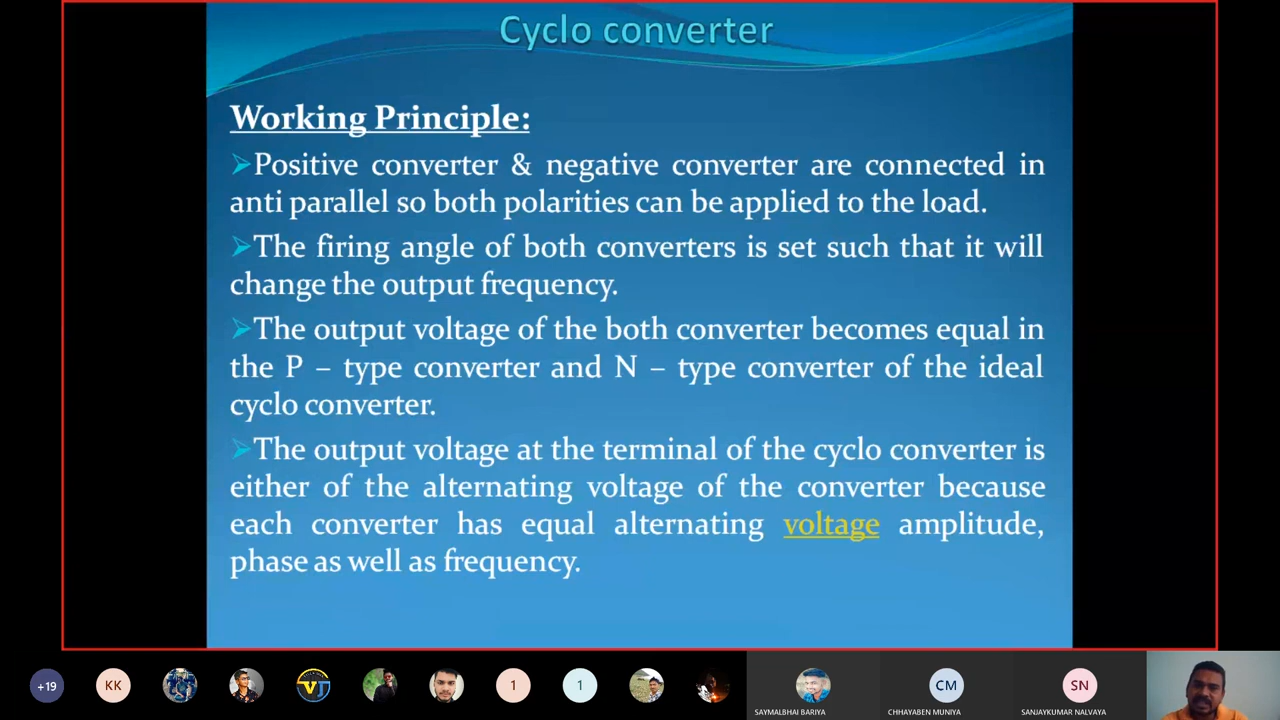 Cyclo converter
Working Principle:
➢Positive converter & negative converter are connected in
anti parallel so both polarities can be applied to the load.
➢The firing angle of both converters is set such that it will
change the output frequency.
➢The output voltage of the both converter becomes equal in
the P – type converter and N – type converter of the ideal
cyclo converter.
➢The output voltage at the terminal of the cyclo converter is
either of the alternating voltage of the converter because
each converter has equal alternating voltage amplitude,
phase as well as frequency.
+19
KK
VT
1
1
CM
SN
SAYMALBHAI BARIYA
CHHAYABEN MUNIYA
SANJAYKUMAR NALVAYA